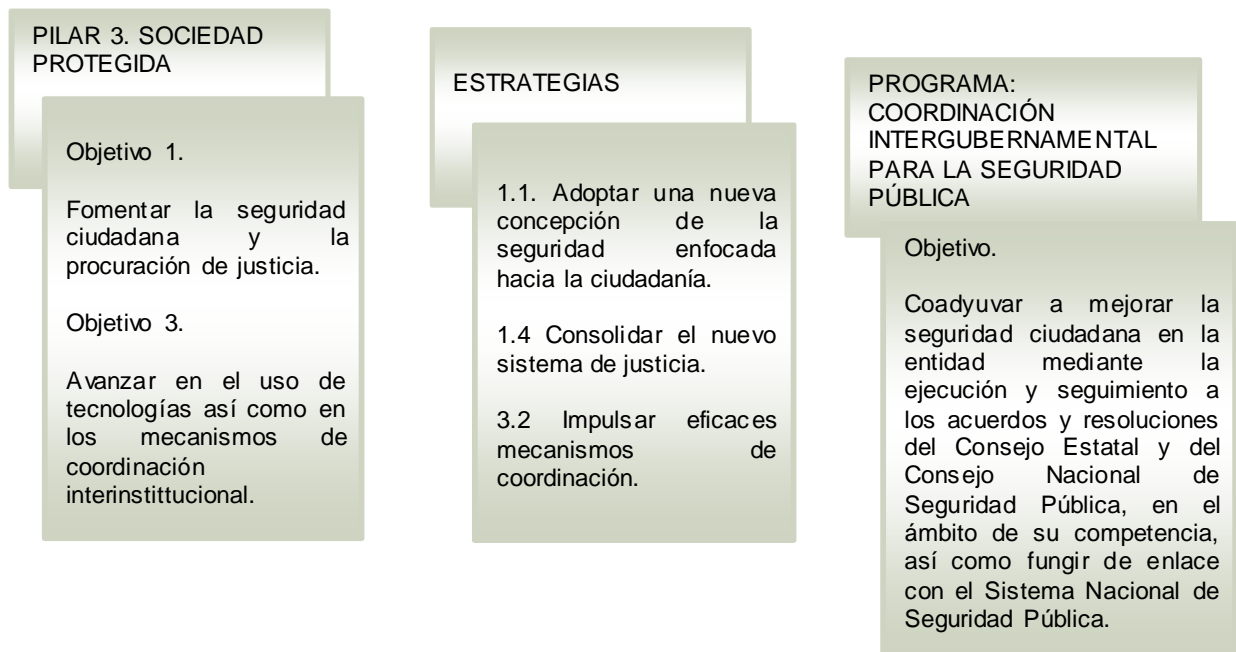 PILAR 3. SOCIEDAD
PROTEGIDA
Objetivo 1.
Fomentar la seguridad
ciudadana y la
procuración de justicia.
Objetivo 3.
Avanzar en el uso de
tecnologías así como en
los mecanismos de
coordinación
interinstittucional.
ESTRATEGIAS
1.1. Adoptar una nueva
concepción de la
seguridad enfocada
hacia la ciudadanía.
1.4 Consolidar el nuevo
sistema de justicia.
3.2 Impulsar eficaces
mecanismos de
coordinación.
PROGRAMA:
COORDINACIÓN
INTERGUBERNAMENTAL
PARA LA SEGURIDAD
PÚBLICA
Objetivo.
Coadyuvar a mejorar la
seguridad ciudadana en la
entidad mediante la
ejecución y seguimiento a
los acuerdos y resoluciones
del Consejo Estatal y del
Consejo Nacional de
Seguridad Pública, en el
ámbito de su competencia,
así como fungir de enlace
con el Sistema Nacional de
Seguridad Pública.